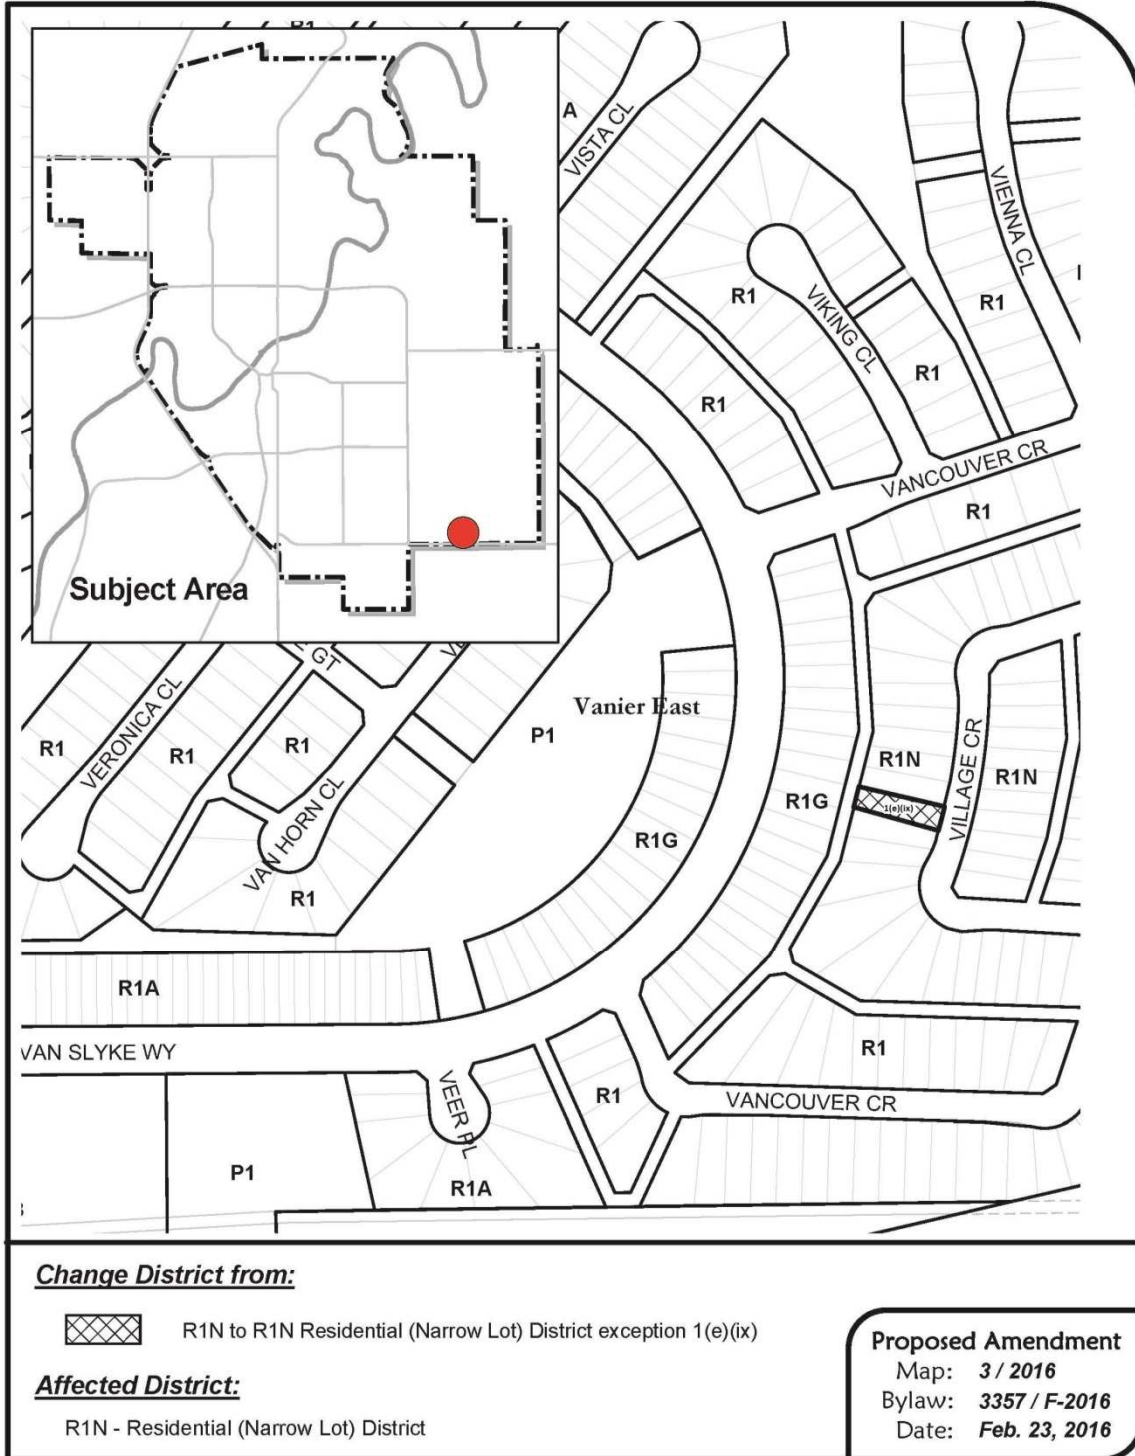 R1
A
VISTA CL
VIENNA CL
R1
R1
VIKING CL
R1
R1
VANCOUVER CR
R1
Subject Area
GT
VERONICA CL
R1
R1
R1
VAN HORN CL
R1
P1
Vanier East
R1G
R1G
R1N
1(e)(ix)
VILLAGE CR
R1N
R1A
VAN SLYKE WY
VEER PL
R1
R1
VANCOUVER CR
P1
R1A
Change District from:
R1N to R1N Residential (Narrow Lot) District exception 1(e)(ix)
Affected District:
R1N - Residential (Narrow Lot) District
Proposed Amendment
Map: 3 / 2016
Bylaw: 3357 / F-2016
Date: Feb. 23, 2016